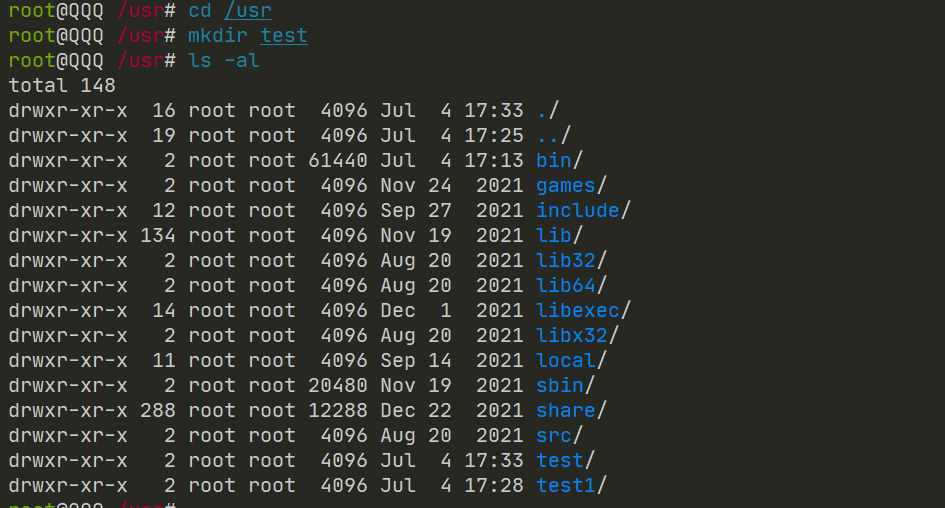 root@QQQ /usr# cd /usr
root@QQQ /usr# mkdir test
root@QQQ /usr# ls -al
total 148
drwxr-xr-x  16 root root  4096 Jul  4 17:33 ./
drwxr-xr-x  19 root root  4096 Jul  4 17:25 ../
drwxr-xr-x   2 root root 61440 Jul  4 17:13 bin/
drwxr-xr-x   2 root root  4096 Nov 24  2021 games/
drwxr-xr-x  12 root root  4096 Sep 27  2021 include/
drwxr-xr-x 134 root root  4096 Nov 19  2021 lib/
drwxr-xr-x   2 root root  4096 Aug 20  2021 lib32/
drwxr-xr-x   2 root root  4096 Aug 20  2021 lib64/
drwxr-xr-x  14 root root  4096 Dec  1  2021 libexec/
drwxr-xr-x   2 root root  4096 Aug 20  2021 libx32/
drwxr-xr-x  11 root root  4096 Sep 14  2021 local/
drwxr-xr-x   2 root root 20480 Nov 19  2021 sbin/
drwxr-xr-x 288 root root 12288 Dec 22  2021 share/
drwxr-xr-x   2 root root  4096 Aug 20  2021 src/
drwxr-xr-x   2 root root  4096 Jul  4 17:33 test/
drwxr-xr-x   2 root root  4096 Jul  4 17:28 test1/
root@QQQ /usr#